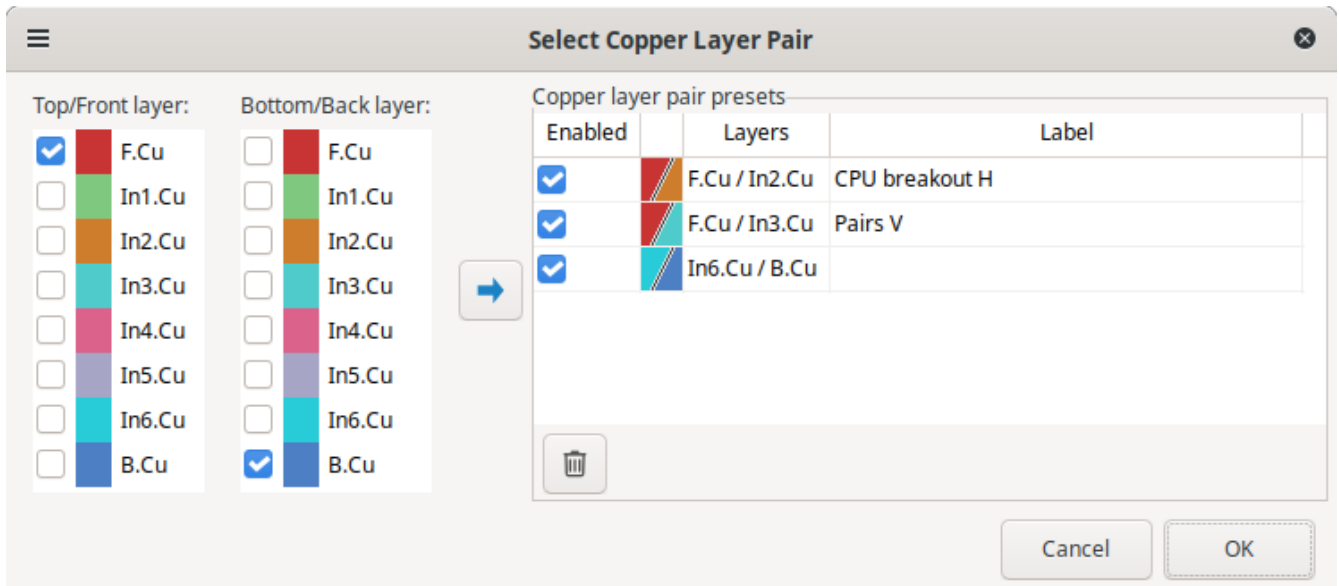 Select Copper Layer Pair
Top/Front layer:
F.Cu
In1.Cu
In2.Cu
In3.Cu
In4.Cu
In5.Cu
In6.Cu
B.Cu
Bottom/Back layer:
F.Cu
In1.Cu
In2.Cu
In3.Cu
In4.Cu
In5.Cu
In6.Cu
B.Cu
Copper layer pair presets
Enabled Layers Label
F.Cu / In2.Cu CPU breakout H
F.Cu / In3.Cu Pairs V
In6.Cu / B.Cu
Cancel OK